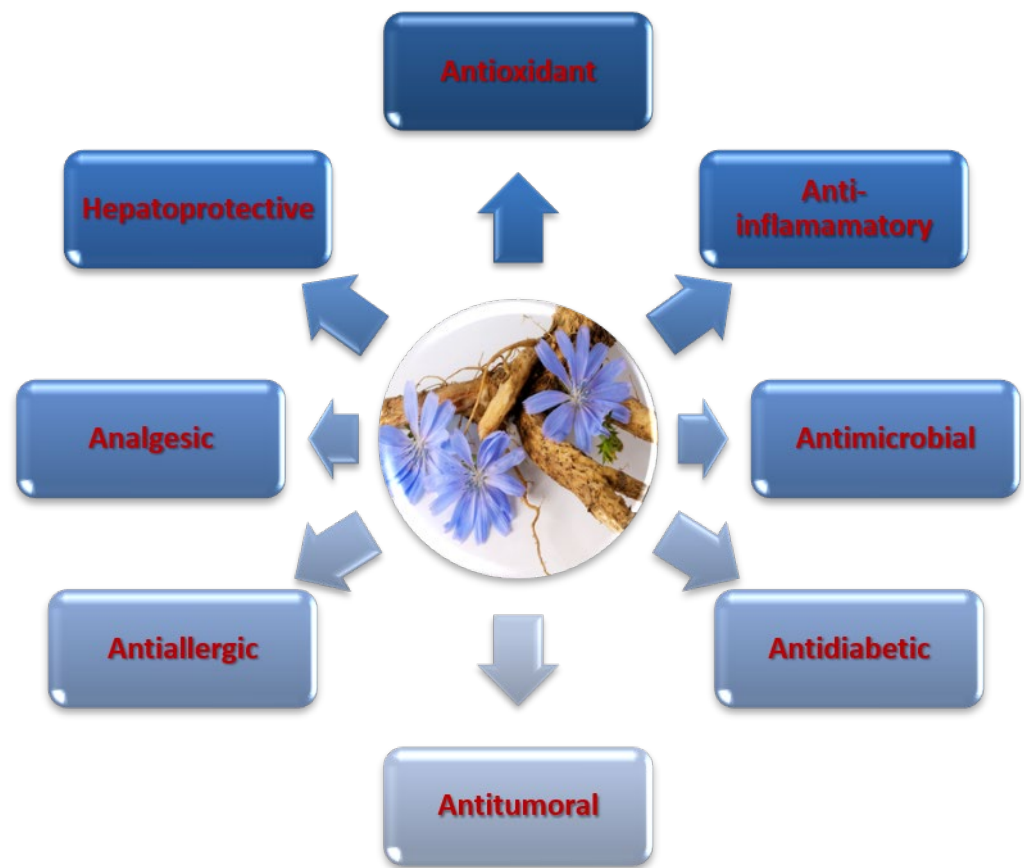 Antioxidant
Hepatoprotective
Anti-
inflamamatory
Analgesic
Antimicrobial
Antiallergic
Antidiabetic
Antitumoral